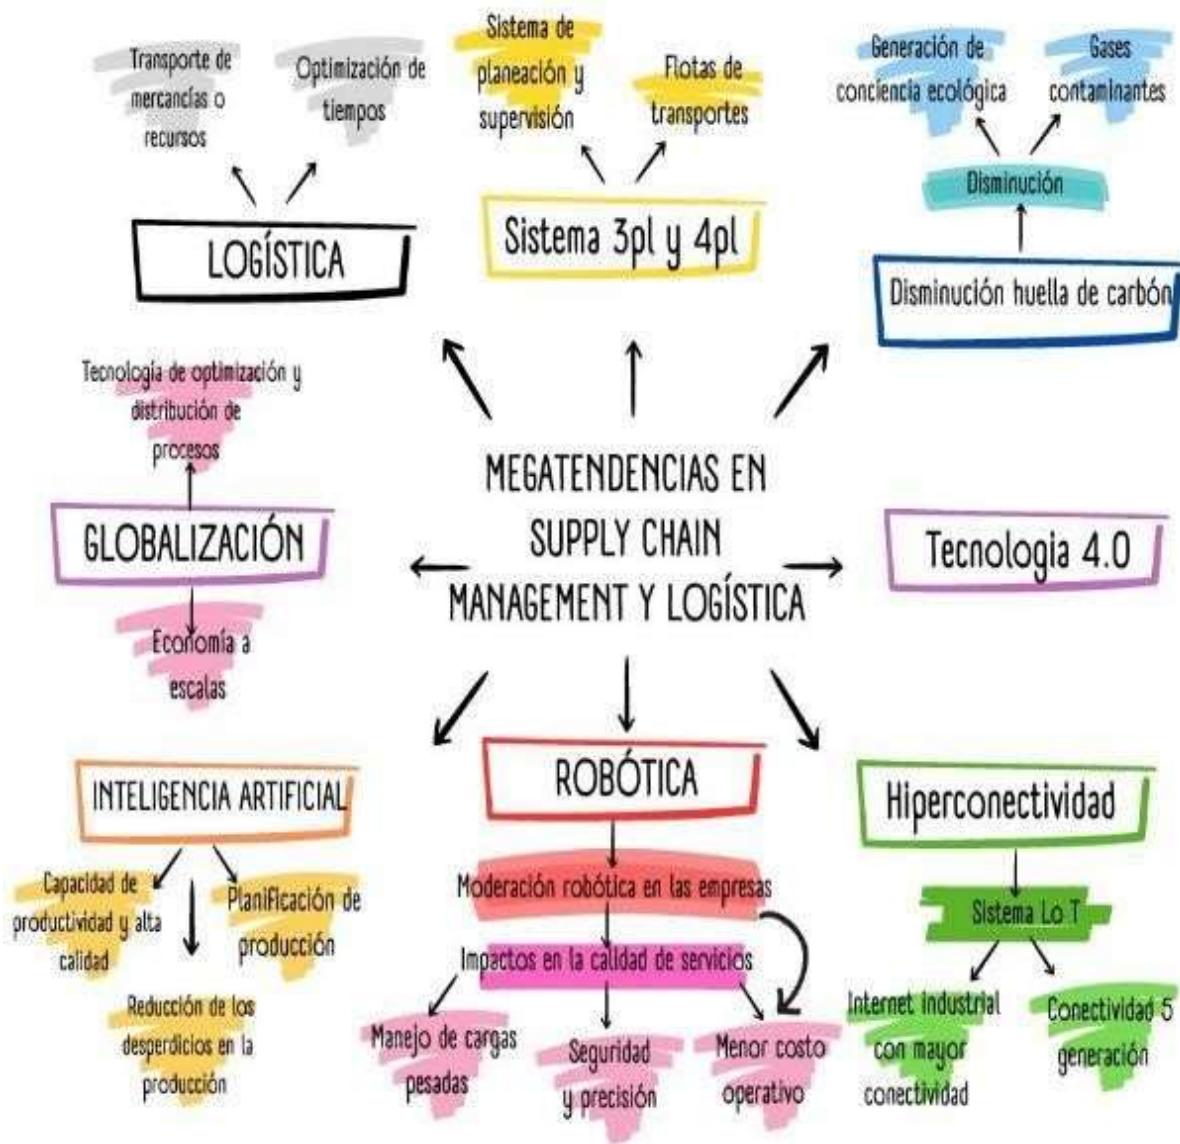 Transporte de
mercancías o
recursos
Optimización de
tiempos
LOGÍSTICA
Sistema de
planeación y
supervisión
Flotas de
transportes
Sistema 3pl y 4pl
Generación de
conciencia ecológica
Gases
contaminantes
Disminución
Disminución huella de carbón
Tecnología de optimización y
distribución de
procesos
GLOBALIZACIÓN
Economía a
escalas
MEGATENDENCIAS EN
SUPPLY CHAIN
MANAGEMENT Y LOGÍSTICA
Tecnologia 4.0
INTELIGENCIA ARTIFICIAL
Capacidad de
productividad y alta
calidad
Planificación de
producción
Reducción de los
desperdicios en la
producción
ROBÓTICA
Moderación robótica en las empresas
Impactos en la calidad de servicios
Manejo de cargas
pesadas
Seguridad
y precisión
Menor costo
operativo
Hiperconectividad
Sistema Lo T
Internet industrial
con mayor
conectividad
Conectividad 5
generación